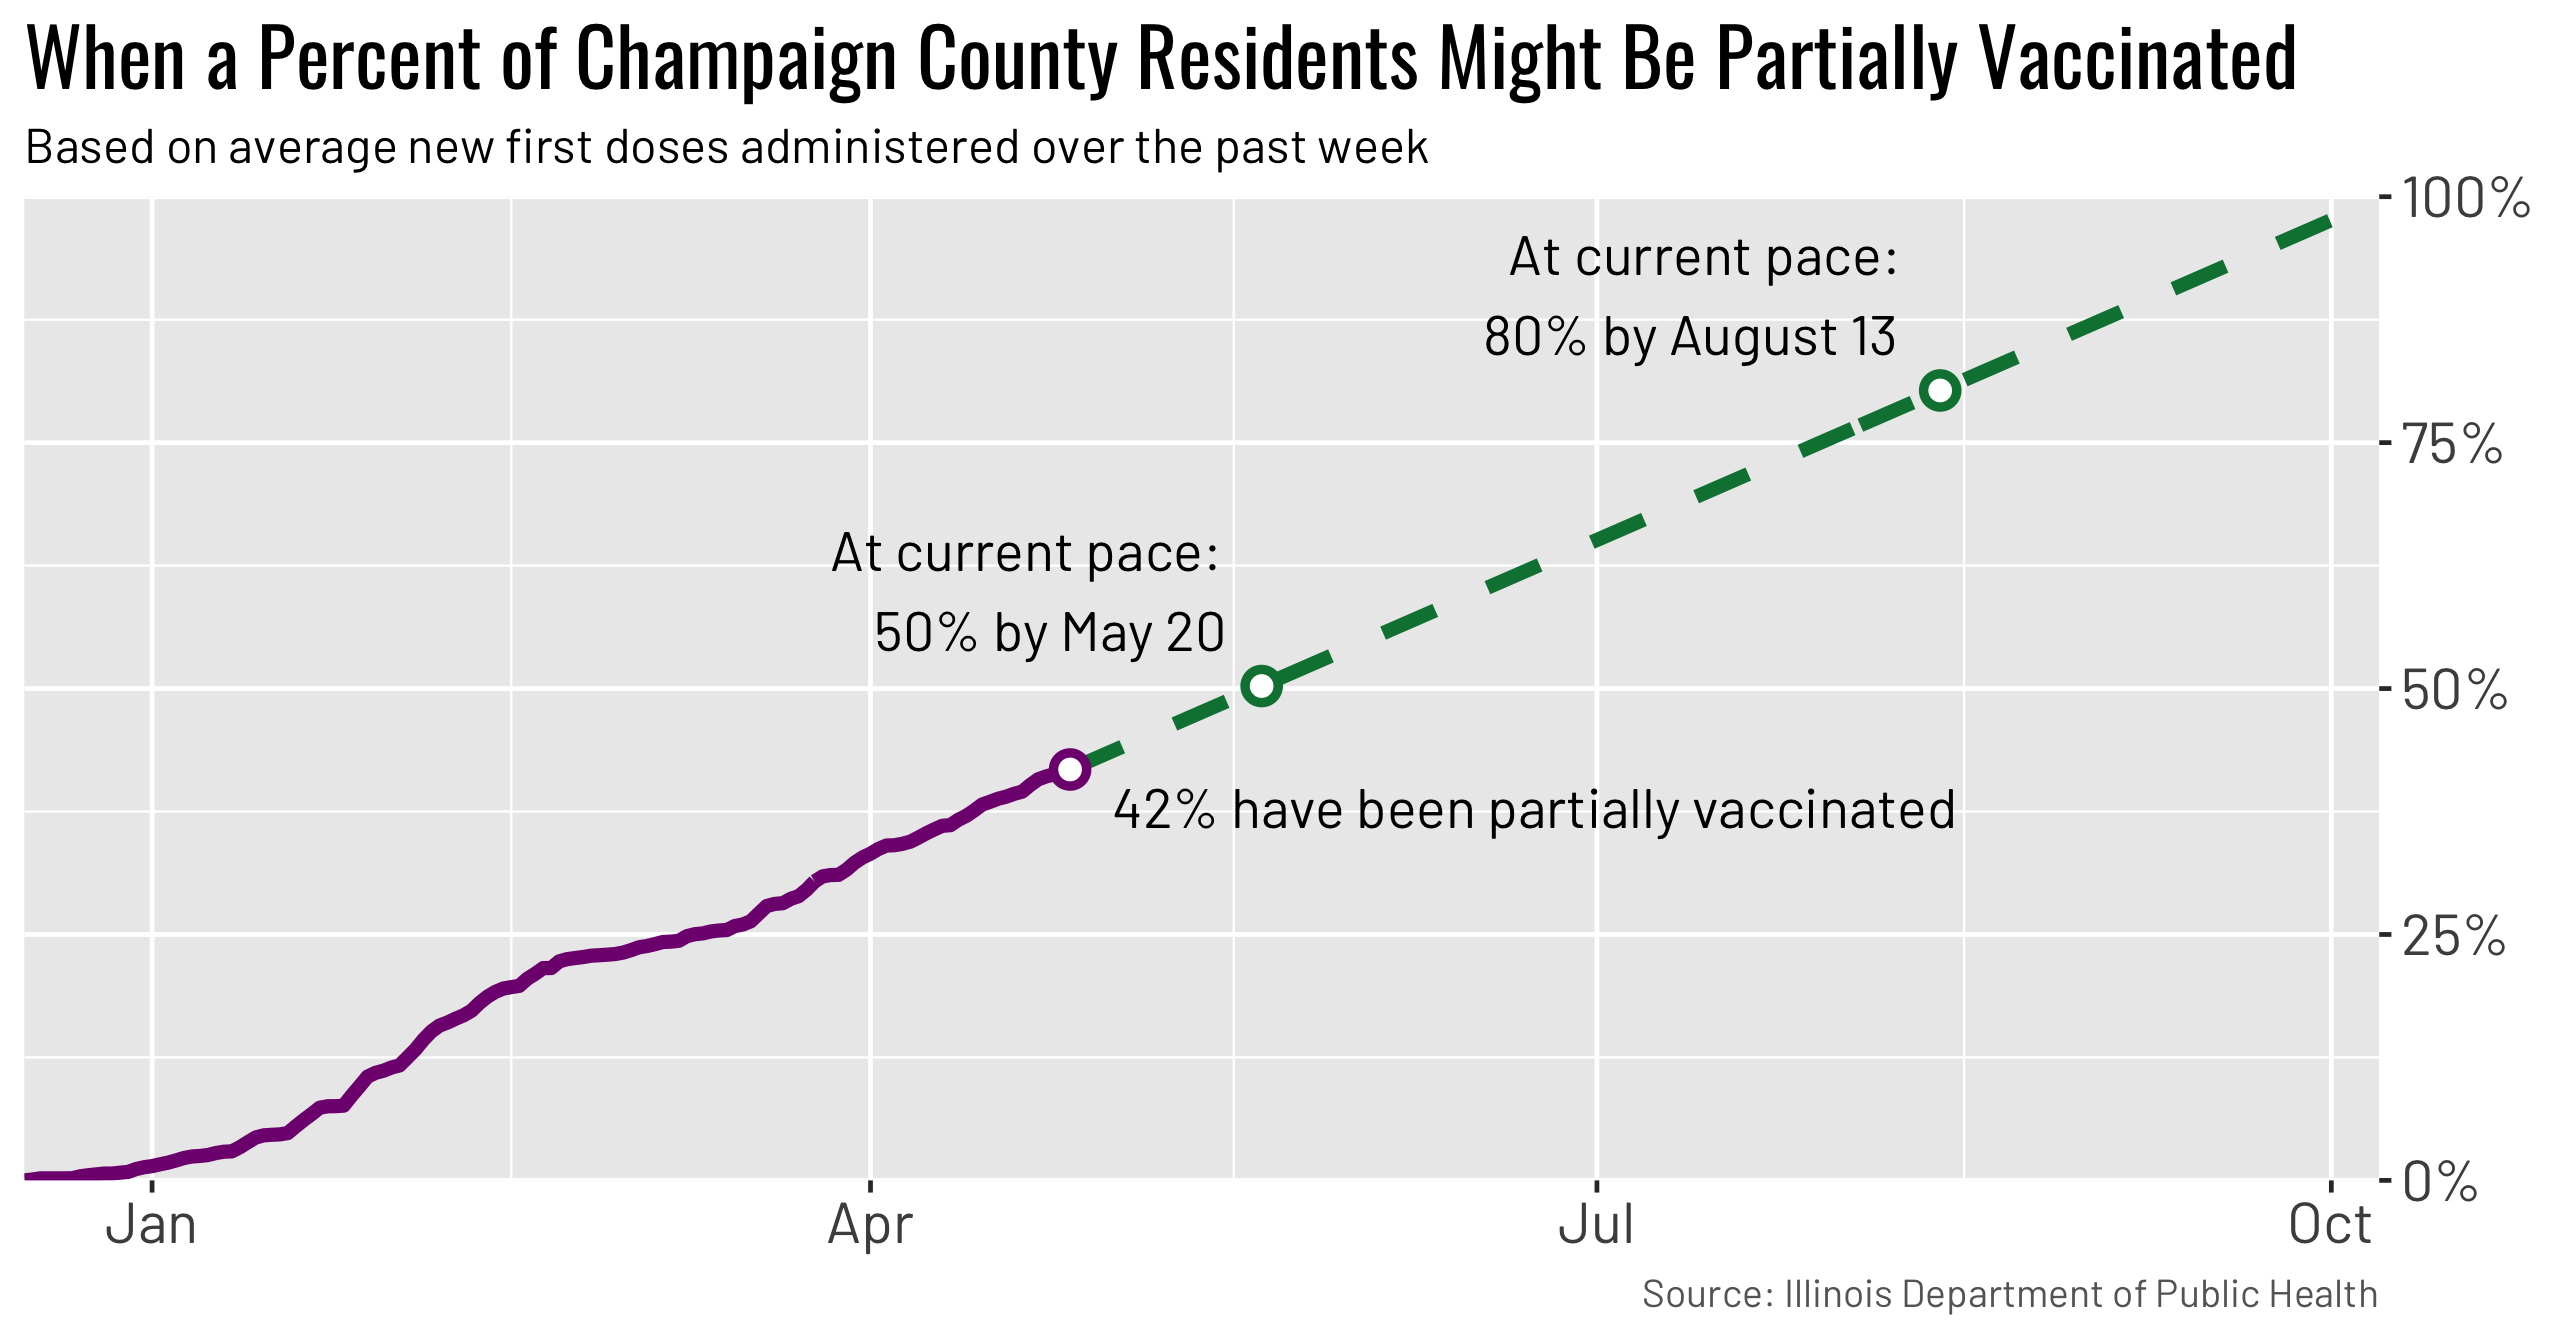 When a Percent of Champaign County Residents Might Be Partially Vaccinated
Based on average new first doses administered over the past week
100%
At current pace:
80% by August 13
75%
At current pace:
50% by May 20
50%
42% have been partially vaccinated
25%
0%
Jan Apr Jul Oct
Source: Illinois Department of Public Health